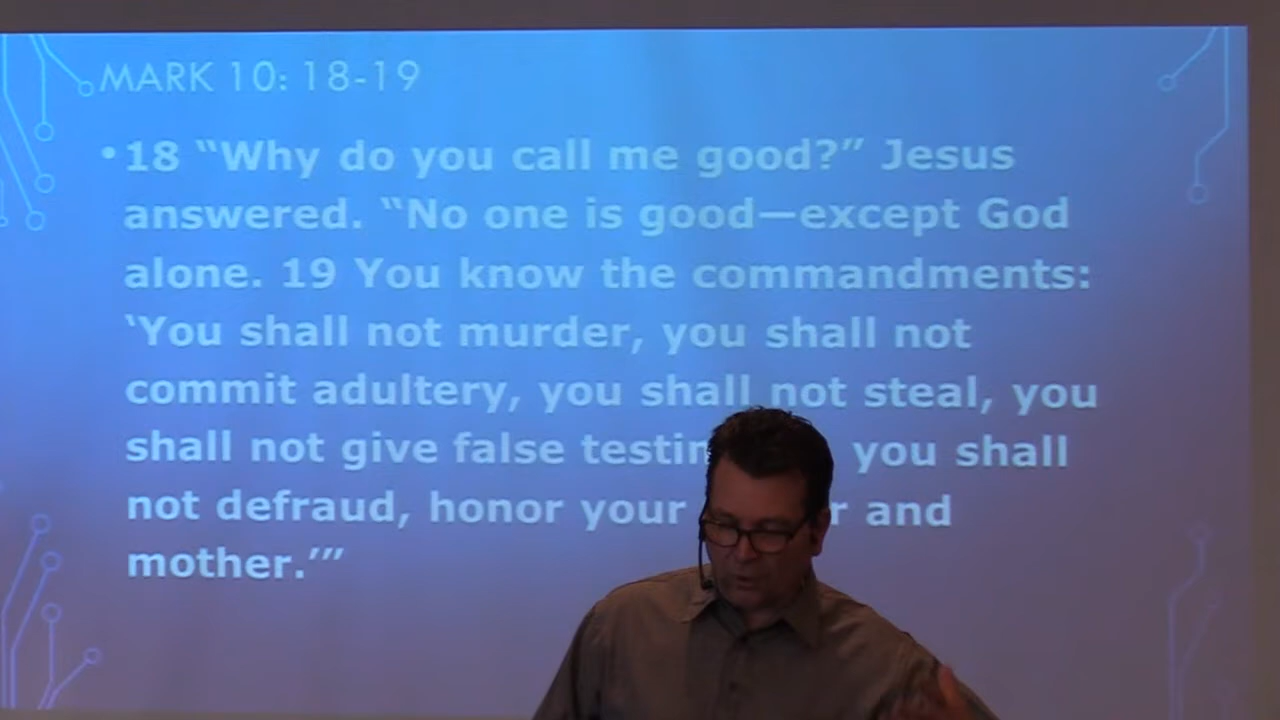 MARK 10: 18-19
• 18 “Why do you call me good?” Jesus
answered. “No one is good—except God
alone. 19 You know the commandments:
‘You shall not murder, you shall not
commit adultery, you shall not steal, you
shall not give false you shall
not defraud, honor your and
mother.’”